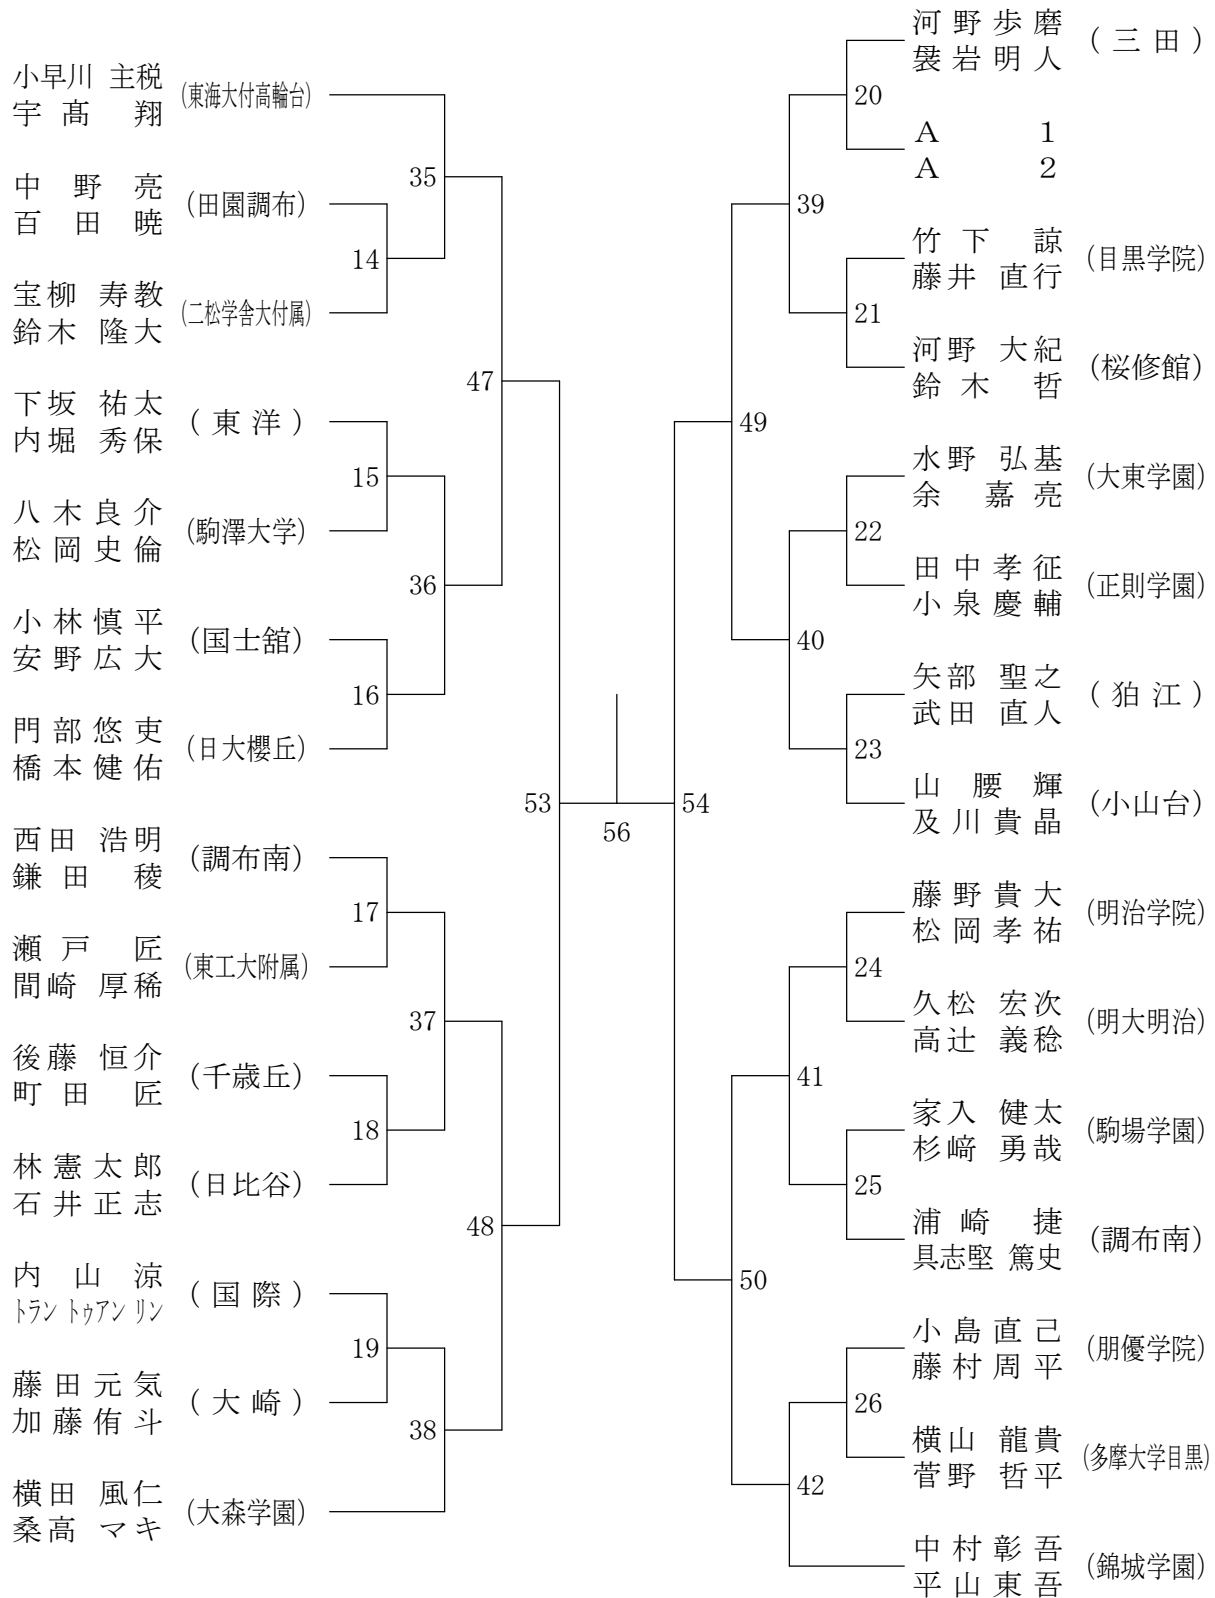 小早川 主税
宇髙 翔
(東海大付高輪台)
中野亮
百田暁
(田園調布)
宝柳 寿教
鈴木 隆大
(二松学舎大付属)
下坂 祐太
内堀 秀保
(東洋)
八木良介
松岡史倫
(駒澤大学)
小林慎平
安野広大
(国士舘)
門部悠吏
橋本健佑
(日大櫻丘)
西田 浩明
鎌田 稜
(調布南)
瀬戸 匠
間崎 厚稀
(東工大附属)
後藤 恒介
町田 匠
(千歳丘)
林憲太郎
石井正志
(日比谷)
内山涼
トラン トゥアン リン
(国際)
藤田元気
加藤侑斗
(大崎)
横田 風仁
桑高 マキ
(大森学園)
14
15
16
17
18
19
35
36
37
38
47
48
53
56
54
49
50
39
40
41
42
20
21
22
23
24
25
26
河野歩磨
裊岩明人
(三田)
A 1
A 2
竹下 諒
藤井 直行
(目黒学院)
河野 大紀
鈴木 哲
(桜修館)
水野 弘基
余嘉亮
(大東学園)
田中孝征
小泉慶輔
(正則学園)
矢部 聖之
武田 直人
(狛江)
山腰輝
及川貴晶
(小山台)
藤野貴大
松岡孝祐
(明治学院)
久松 宏次
高辻 義稔
(明大明治)
家入 健太
杉﨑 勇哉
(駒場学園)
浦崎 捷
具志堅 篤史
(調布南)
小島直己
藤村周平
(朋優学院)
横山 龍貴
菅野 哲平
(多摩大学目黒)
中村彰吾
平山東吾
(錦城学園)